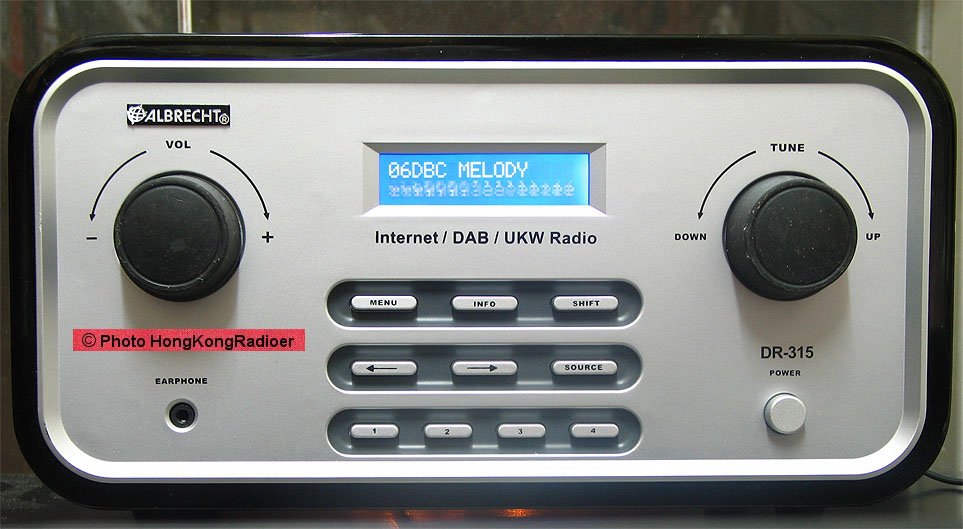 ALBRECHT®
VOL
− +
06DBC MELODY
Internet / DAB / UKW Radio
TUNE
DOWN UP
MENU INFO SHIFT
© Photo HongKongRadioer
← → SOURCE
DR-315
POWER
EARPHONE
1 2 3 4